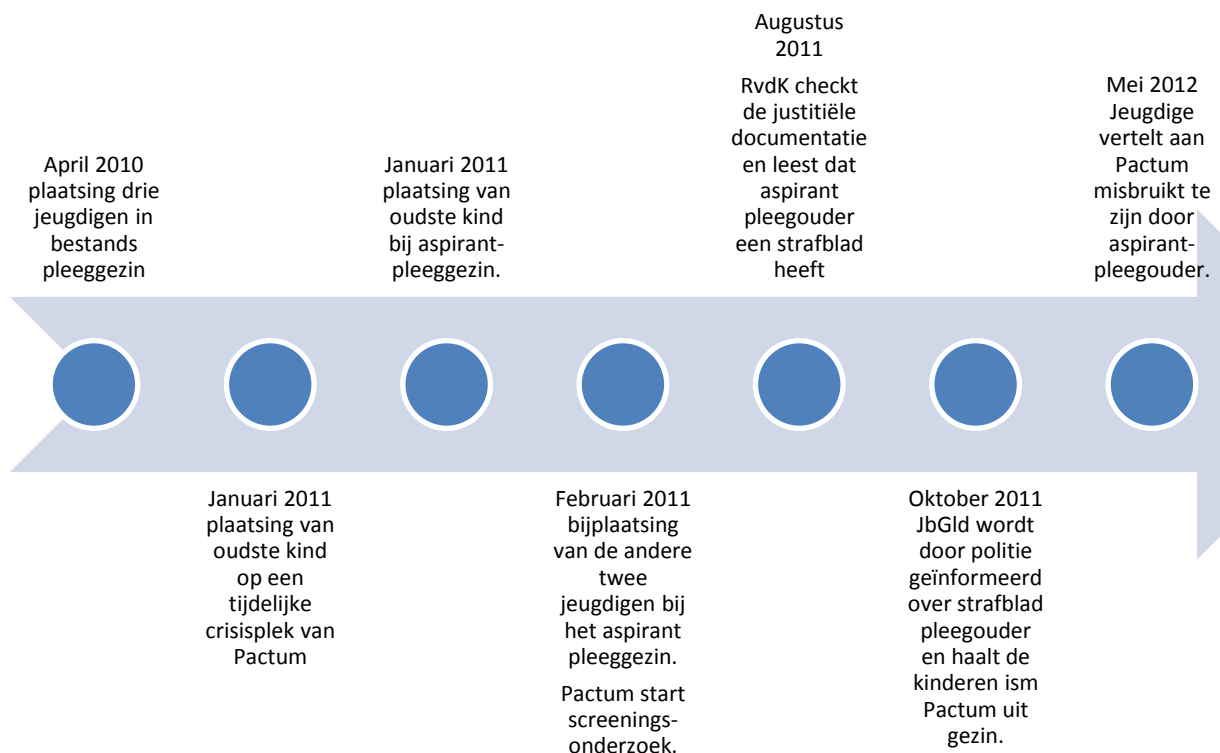 April 2010
plaatsing drie
jeugdigen in
bestands
pleeggezin
Januari 2011
plaatsing van
oudste kind
op een
tijdelijke
crisisplek van
Pactum
Januari 2011
plaatsing van
oudste kind
bij aspirant-
pleeggezin.
Februari 2011
bijplaatsing
van de andere
twee
jeugdigen bij
het aspirant
pleeggezin.
Pactum start
screenings-
onderzoek.
Augustus
2011
RvdK checkt
de justitiële
documentatie
en leest dat
aspirant
pleegouder
een strafblad
heeft
Oktober 2011
JbGld wordt
door politie
geïnformeerd
over strafblad
pleegouder
en haalt de
kinderen ism
Pactum uit
gezin.
Mei 2012
Jeugdige
vertelt aan
Pactum
misbruikt te
zijn door
aspirant-
pleegouder.